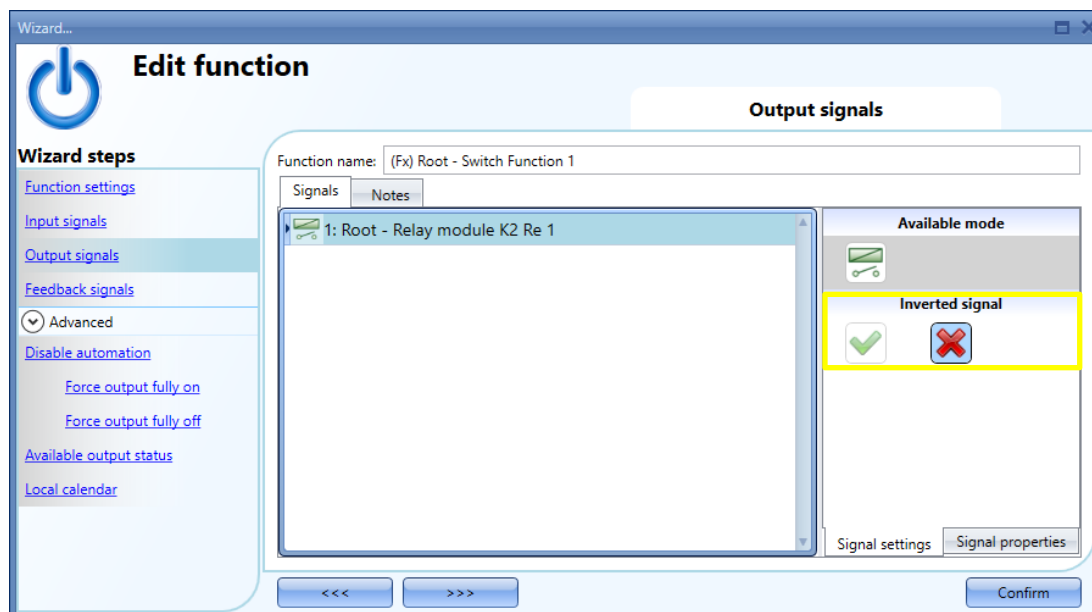 Wizard...
Edit function
Output signals
Wizard steps
Function settings
Input signals
Output signals
Feedback signals
Advanced
Disable automation
Force output fully on
Force output fully off
Available output status
Local calendar
Function name: (Fx) Root - Switch Function 1
Signals Notes
1: Root - Relay module K2 Re 1
Available mode
Inverted signal
Signal settings Signal properties
<<< >>> Confirm